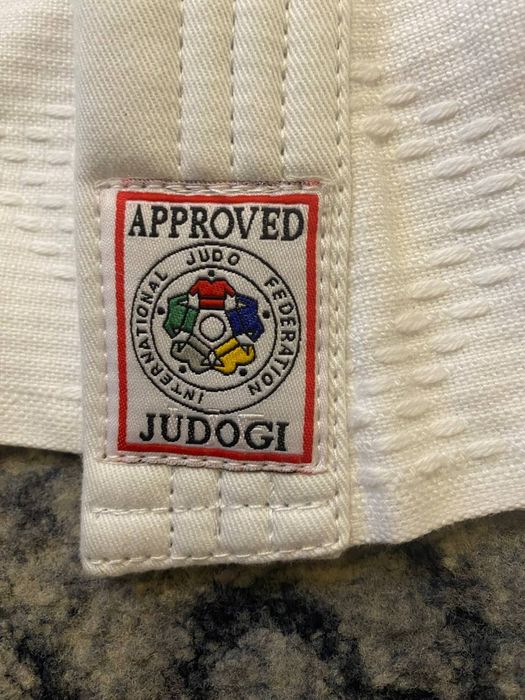 APPROVED
INTERNATIONAL JUDO FEDERATION
JUDOGI